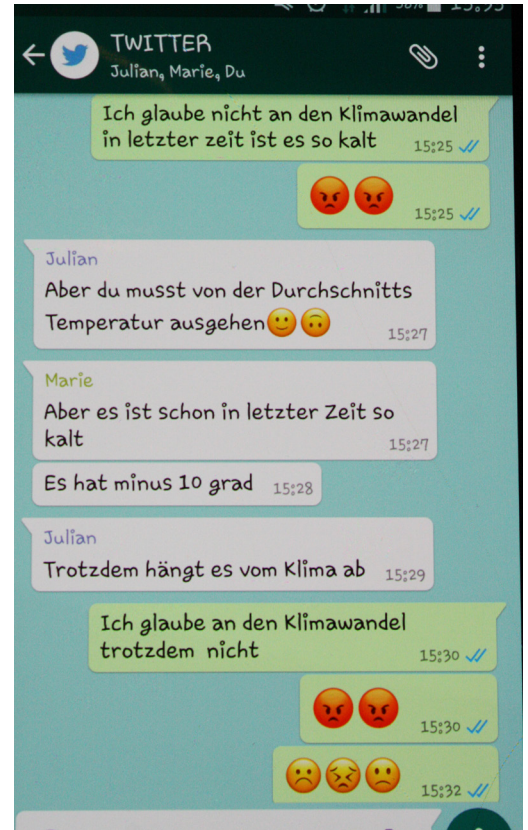 TWITTER
Julian, Marie, Du
Ich glaube nicht an den Klimawandel
in letzter zeit ist es so kalt 15:25
15:25
Julian
Aber du musst von der Durchschnitts
Temperatur ausgehen
15:27
Marie
Aber es ist schon in letzter Zeit so
kalt
15:27
Es hat minus 10 grad 15:28
Julian
Trotzdem hängt es vom Klima ab 15:29
Ich glaube an den Klimawandel
trotzdem nicht
15:30
15:30
15:32